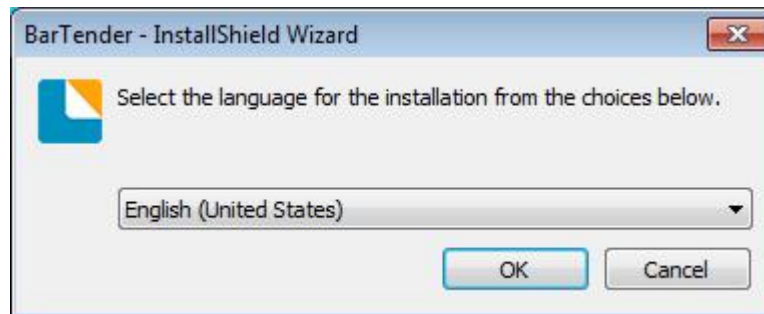 BarTender - InstallShield Wizard
Select the language for the installation from the choices below.
English (United States)
OK
Cancel